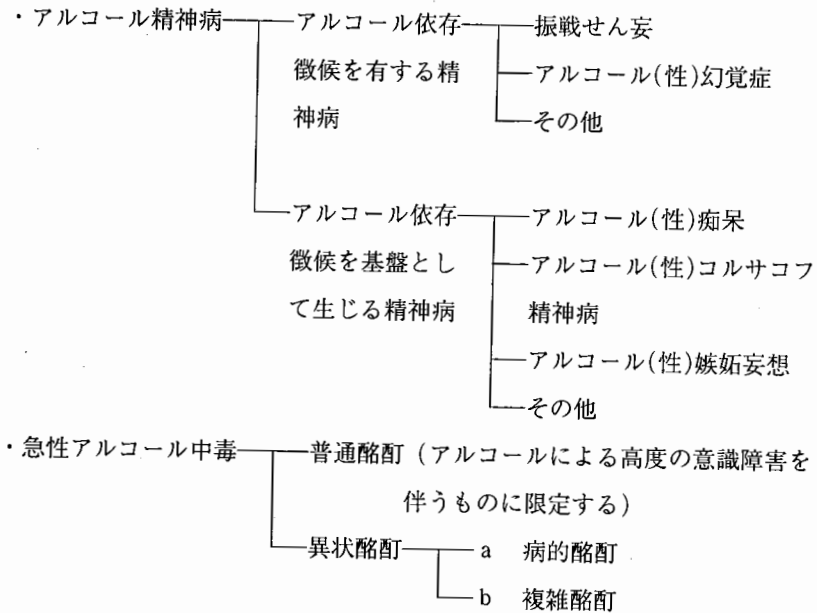 ・アルコール精神病 アルコール依存 振戦せん妄
徴候を有する精 アルコール(性)幻覚症
神病 その他
アルコール依存 アルコール(性)痴呆
徴候を基盤とし アルコール(性)コルサコフ
て生じる精神病 精神病
アルコール(性)嫉妬妄想
その他
・急性アルコール中毒 普通酩酊（アルコールによる高度の意識障害を
伴うものに限定する）
異状酩酊 a 病的酩酊
b 複雑酩酊